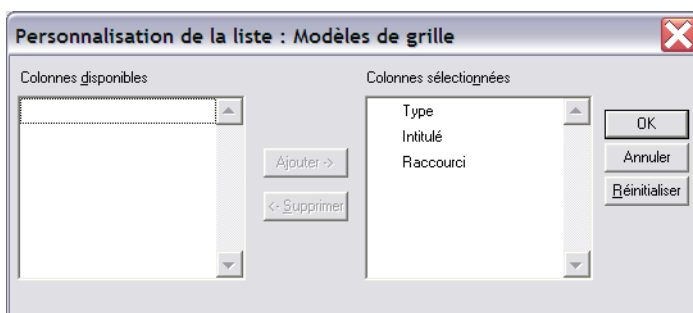 Personnalisation de la liste : Modèles de grille
Colonnes disponibles
Colonnes sélectionnées
Type
Intitulé
Raccourci
Ajouter ->
<- Supprimer
OK
Annuler
Réinitialiser